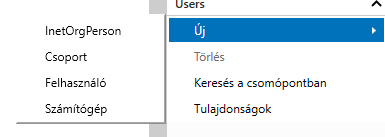 Users
Új
Törlés
Keresés a csomópontban
Tulajdonságok
InetOrgPerson
Csoport
Felhasználó
Számítógép